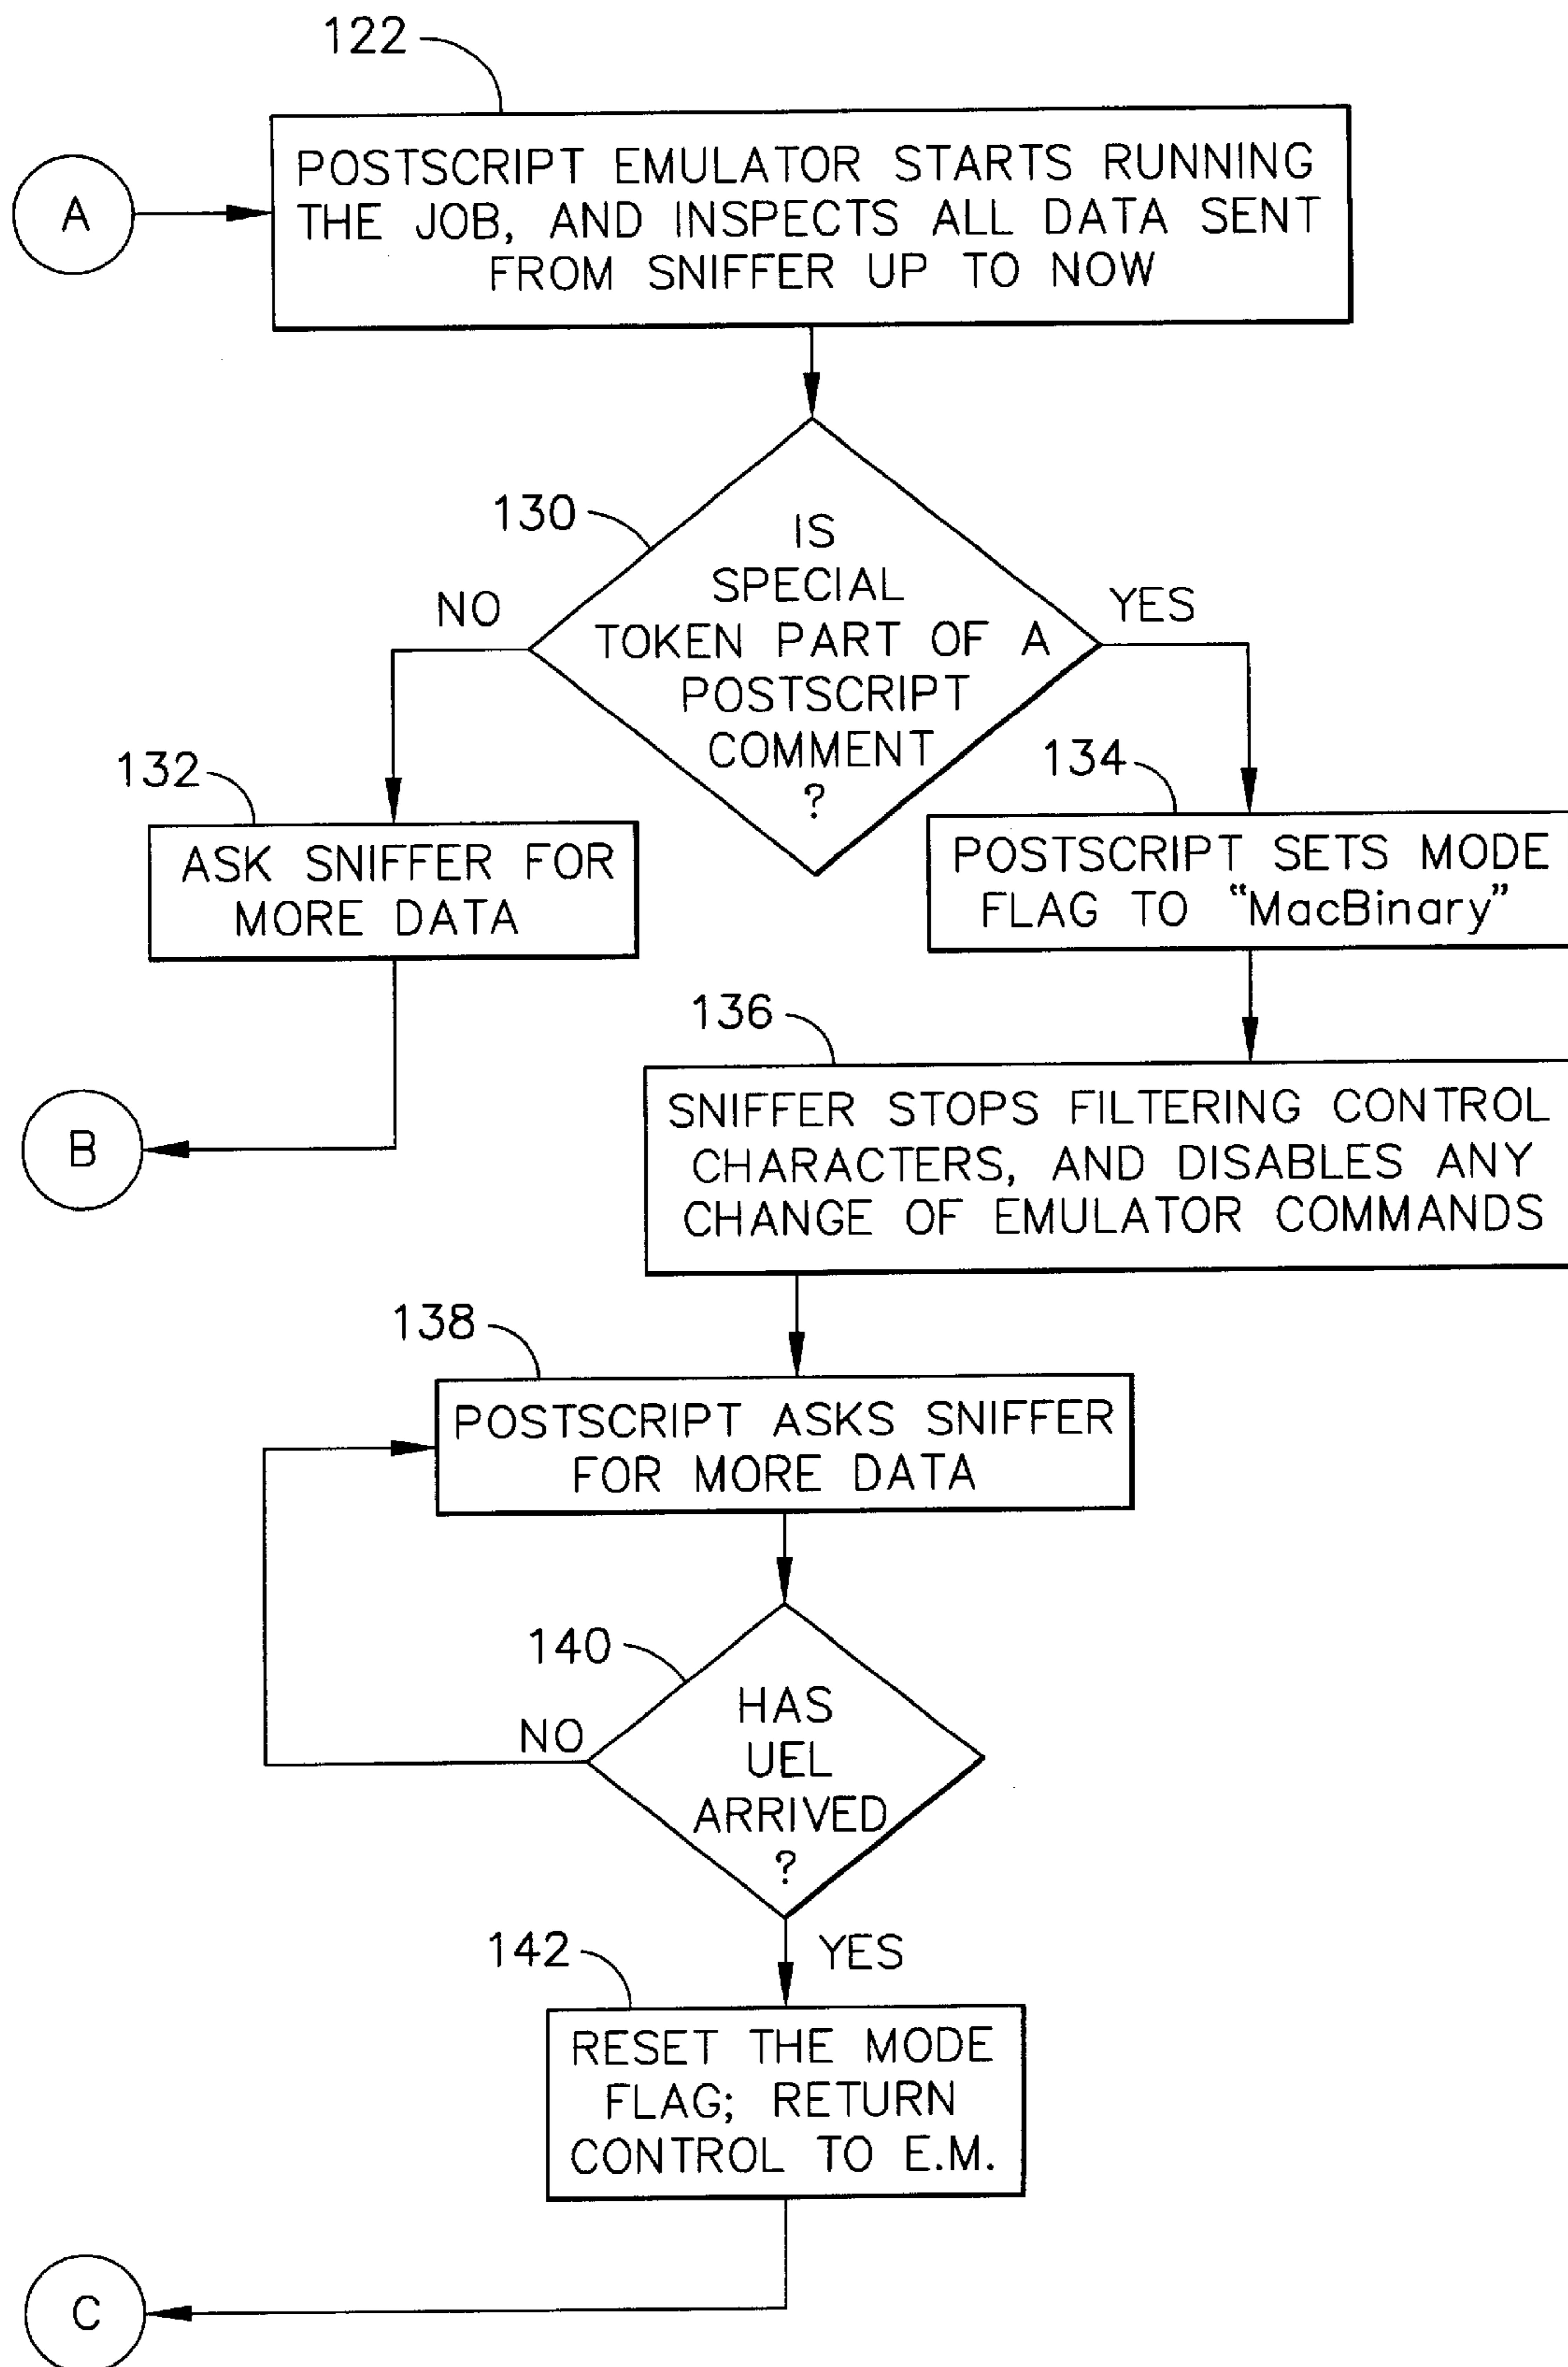 122
A
POSTSCRIPT EMULATOR STARTS RUNNING
THE JOB, AND INSPECTS ALL DATA SENT
FROM SNIFFER UP TO NOW
130
IS
SPECIAL
TOKEN PART OF A
POSTSCRIPT
COMMENT
?
NO
YES
132
ASK SNIFFER FOR
MORE DATA
134
POSTSCRIPT SETS MODE
FLAG TO “MacBinary”
B
136
SNIFFER STOPS FILTERING CONTROL
CHARACTERS, AND DISABLES ANY
CHANGE OF EMULATOR COMMANDS
138
POSTSCRIPT ASKS SNIFFER
FOR MORE DATA
140
HAS
UEL
ARRIVED
?
NO
YES
142
RESET THE MODE
FLAG; RETURN
CONTROL TO E.M.
C